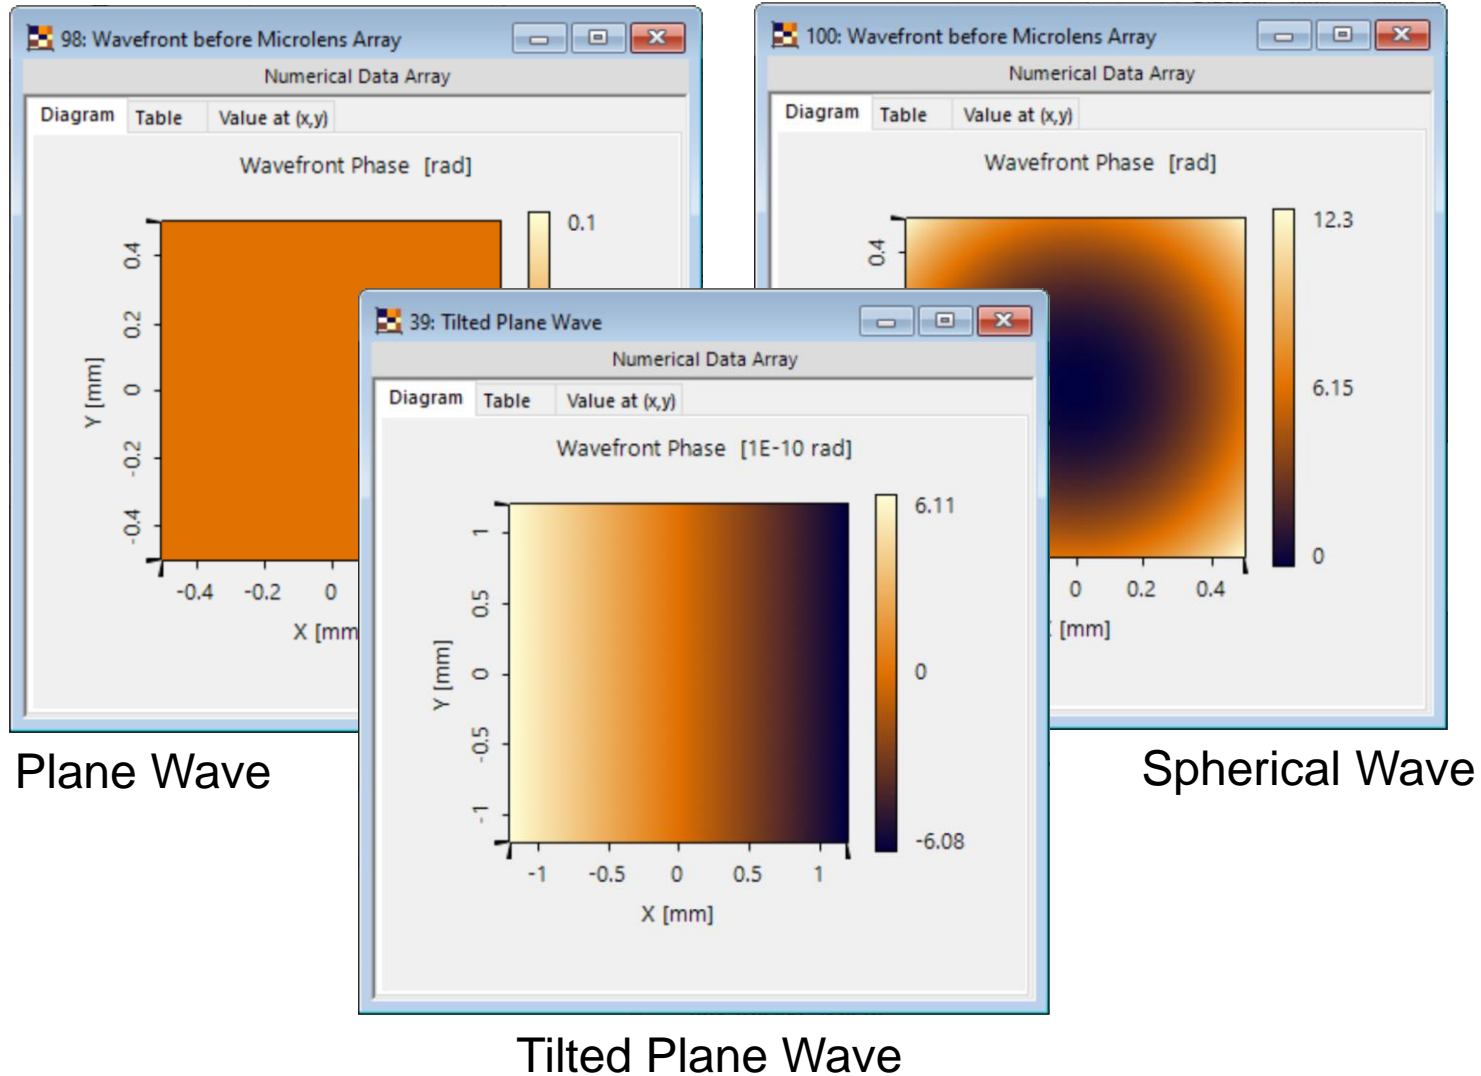 98: Wavefront before Microlens Array
Numerical Data Array
Diagram Table Value at (x,y)
Wavefront Phase [rad]
0.1
0.4
0.2
0
-0.2
-0.4
Y [mm]
-0.4 -0.2 0
X [mm
Plane Wave
100: Wavefront before Microlens Array
Numerical Data Array
Diagram Table Value at (x,y)
Wavefront Phase [rad]
12.3
6.15
0
0.4
0 0.2 0.4
[mm]
Spherical Wave
39: Tilted Plane Wave
Numerical Data Array
Diagram Table Value at (x,y)
Wavefront Phase [1E-10 rad]
6.11
0
-6.08
1
0.5
0
-0.5
-1
Y [mm]
-1 -0.5 0 0.5 1
X [mm]
Tilted Plane Wave